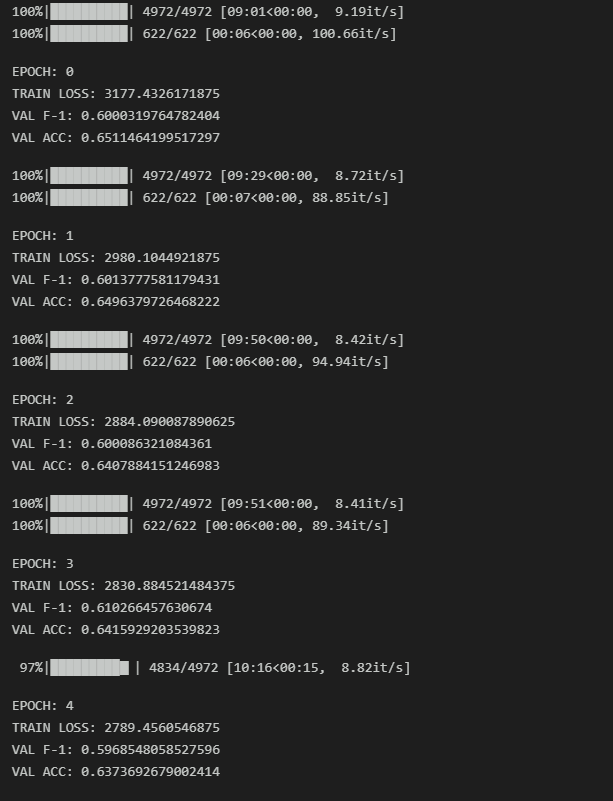 100%|██████████| 4972/4972 [09:01<00:00,  9.19it/s]
100%|██████████| 622/622 [00:06<00:00, 100.66it/s]
EPOCH: 0
TRAIN LOSS: 3177.4326171875
VAL F-1: 0.6000319764782404
VAL ACC: 0.6511464199517297
100%|██████████| 4972/4972 [09:29<00:00,  8.72it/s]
100%|██████████| 622/622 [00:07<00:00, 88.85it/s]
EPOCH: 1
TRAIN LOSS: 2980.1044921875
VAL F-1: 0.6013777581179431
VAL ACC: 0.6496379726468222
100%|██████████| 4972/4972 [09:50<00:00,  8.42it/s]
100%|██████████| 622/622 [00:06<00:00, 94.94it/s]
EPOCH: 2
TRAIN LOSS: 2884.090087890625
VAL F-1: 0.600086321084361
VAL ACC: 0.6407884151246983
100%|██████████| 4972/4972 [09:51<00:00,  8.41it/s]
100%|██████████| 622/622 [00:06<00:00, 89.34it/s]
EPOCH: 3
TRAIN LOSS: 2830.884521484375
VAL F-1: 0.610266457630674
VAL ACC: 0.6415929203539823
97%|█████████▋| 4834/4972 [10:16<00:15,  8.82it/s]
EPOCH: 4
TRAIN LOSS: 2789.4560546875
VAL F-1: 0.5968548058527596
VAL ACC: 0.6373692679002414